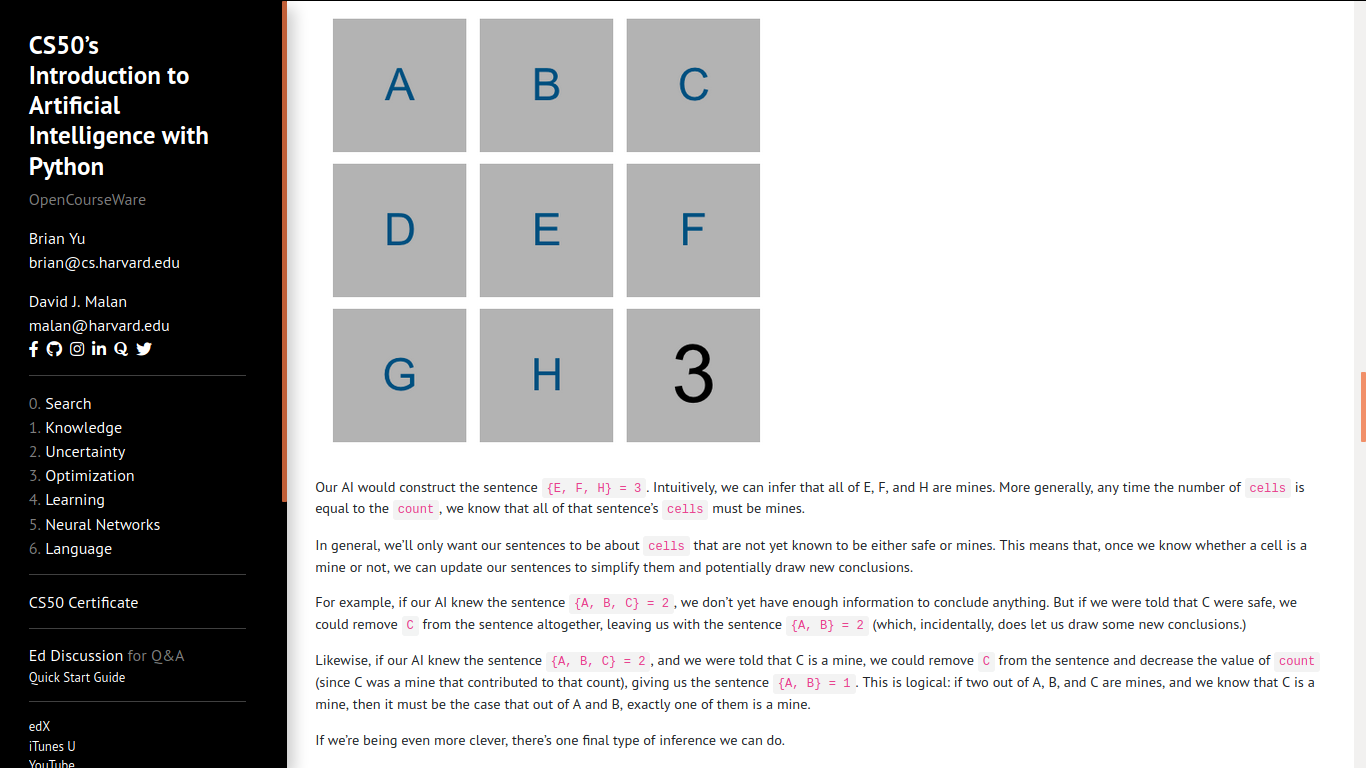 CS50’s
Introduction to
Artificial
Intelligence with
Python
OpenCourseWare
Brian Yu
brian@cs.harvard.edu
David J. Malan
malan@harvard.edu
0. Search
1. Knowledge
2. Uncertainty
3. Optimization
4. Learning
5. Neural Networks
6. Language
CS50 Certificate
Ed Discussion for Q&A
Quick Start Guide
edX
iTunes U
YouTube
A B C
D E F
G H 3
Our AI would construct the sentence {E, F, H} = 3. Intuitively, we can infer that all of E, F, and H are mines. More generally, any time the number of cells is
equal to the count, we know that all of that sentence’s cells must be mines.
In general, we’ll only want our sentences to be about cells that are not yet known to be either safe or mines. This means that, once we know whether a cell is a
mine or not, we can update our sentences to simplify them and potentially draw new conclusions.
For example, if our AI knew the sentence {A, B, C} = 2, we don’t yet have enough information to conclude anything. But if we were told that C were safe, we
could remove C from the sentence altogether, leaving us with the sentence {A, B} = 2 (which, incidentally, does let us draw some new conclusions.)
Likewise, if our AI knew the sentence {A, B, C} = 2, and we were told that C is a mine, we could remove C from the sentence and decrease the value of count
(since C was a mine that contributed to that count), giving us the sentence {A, B} = 1. This is logical: if two out of A, B, and C are mines, and we know that C is a
mine, then it must be the case that out of A and B, exactly one of them is a mine.
If we’re being even more clever, there’s one final type of inference we can do.